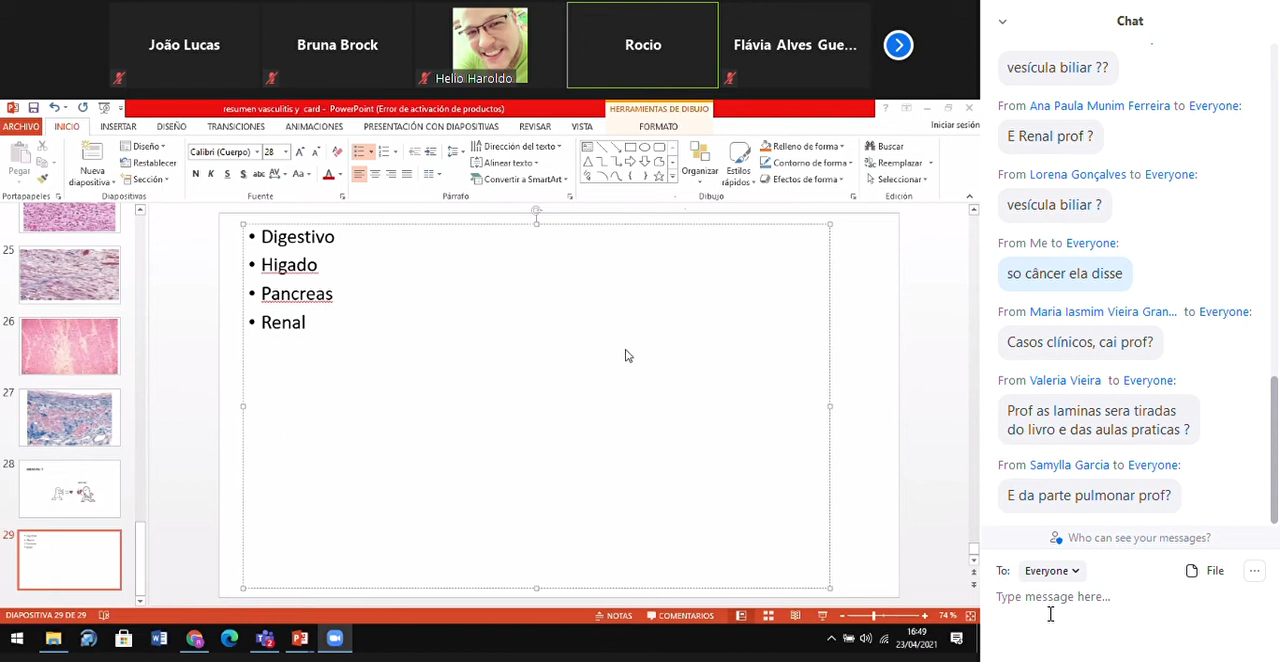 João Lucas
Bruna Brock
Helio Haroldo
Rocio
Flávia Alves Gue...
resumen vasculitis y card - PowerPoint (Error de activación de productos)
HERRAMIENTAS DE DIBUJO
ARCHIVO
INICIO
INSERTAR
DISEÑO
TRANSICIONES
ANIMACIONES
PRESENTACIÓN CON DIAPOSITIVAS
REVISAR
VISTA
FORMATO
Iniciar sesión
Pegar
Nueva
diapositiva
Diseño
Restablecer
Sección
Calibri (Cuerpo)
28
N K S S abc AV Aa A
Dirección del texto
Alinear texto
Convertir a SmartArt
Organizar
Estilos
rápidos
Relleno de forma
Contorno de forma
Efectos de forma
Buscar
Reemplazar
Seleccionar
Portapapeles
Diapositivas
Fuente
Párrafo
Dibujo
Edición
25
26
27
28
29
• Digestivo
• Higado
• Pancreas
• Renal
DIAPOSITIVA 29 DE 29
NOTAS
COMENTARIOS
74 %
16:49
23/04/2021
Chat
vesícula biliar ??
From Ana Paula Munim Ferreira to Everyone:
E Renal prof ?
From Lorena Gonçalves to Everyone:
vesícula biliar ?
From Me to Everyone:
so câncer ela disse
From Maria Iasmim Vieira Gran... to Everyone:
Casos clínicos, cai prof?
From Valeria Vieira to Everyone:
Prof as laminas sera tiradas
do livro e das aulas praticas ?
From Samylla Garcia to Everyone:
E da parte pulmonar prof?
Who can see your messages?
To: Everyone
File
Type message here...